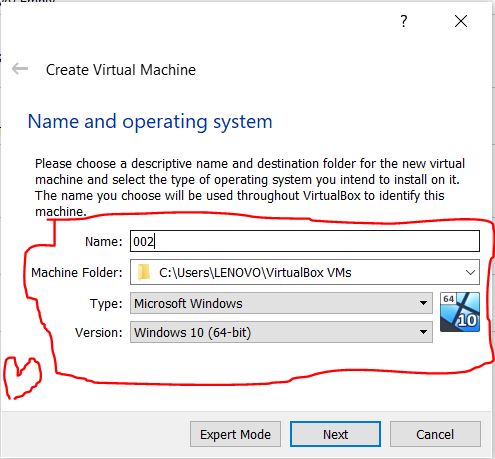 ?
Create Virtual Machine
Name and operating system
Please choose a descriptive name and destination folder for the new virtual
machine and select the type of operating system you intend to install on it.
The name you choose will be used throughout VirtualBox to identify this
machine.
Name: 002
Machine Folder: C:\Users\LENOVO\VirtualBox VMs
Type: Microsoft Windows
64
10
Version: Windows 10 (64-bit)
Expert Mode Next Cancel